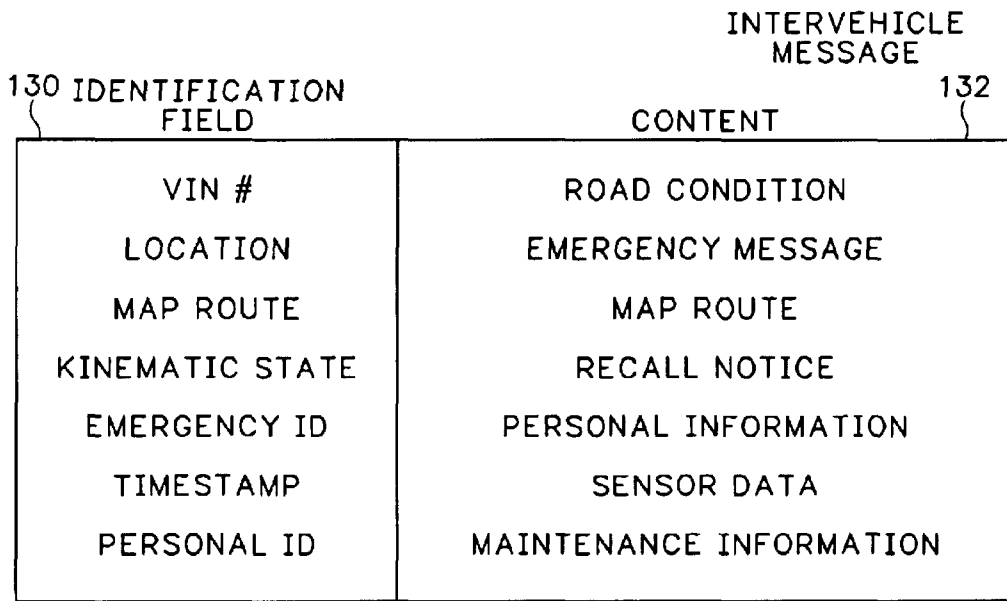 INTERVEHICLE
MESSAGE
130
IDENTIFICATION
FIELD
CONTENT
132
VIN # ROAD CONDITION
LOCATION EMERGENCY MESSAGE
MAP ROUTE MAP ROUTE
KINEMATIC STATE RECALL NOTICE
EMERGENCY ID PERSONAL INFORMATION
TIMESTAMP SENSOR DATA
PERSONAL ID MAINTENANCE INFORMATION